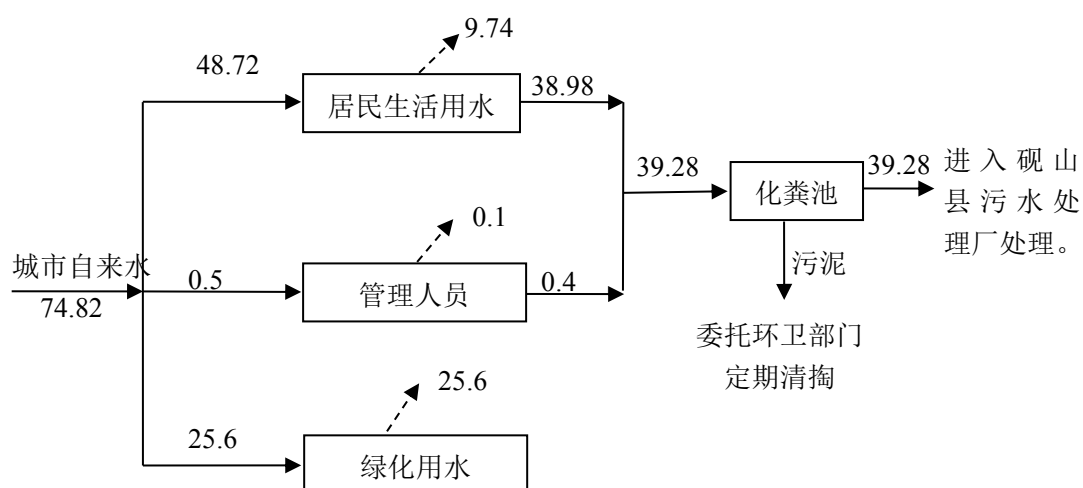 9.74
48.72
居民生活用水
38.98
39.28
化粪池
39.28
进入砚山
县污水处
理厂处理。
0.1
城市自来水
74.82
0.5
管理人员
0.4
污泥
委托环卫部门
定期清掏
25.6
25.6
绿化用水